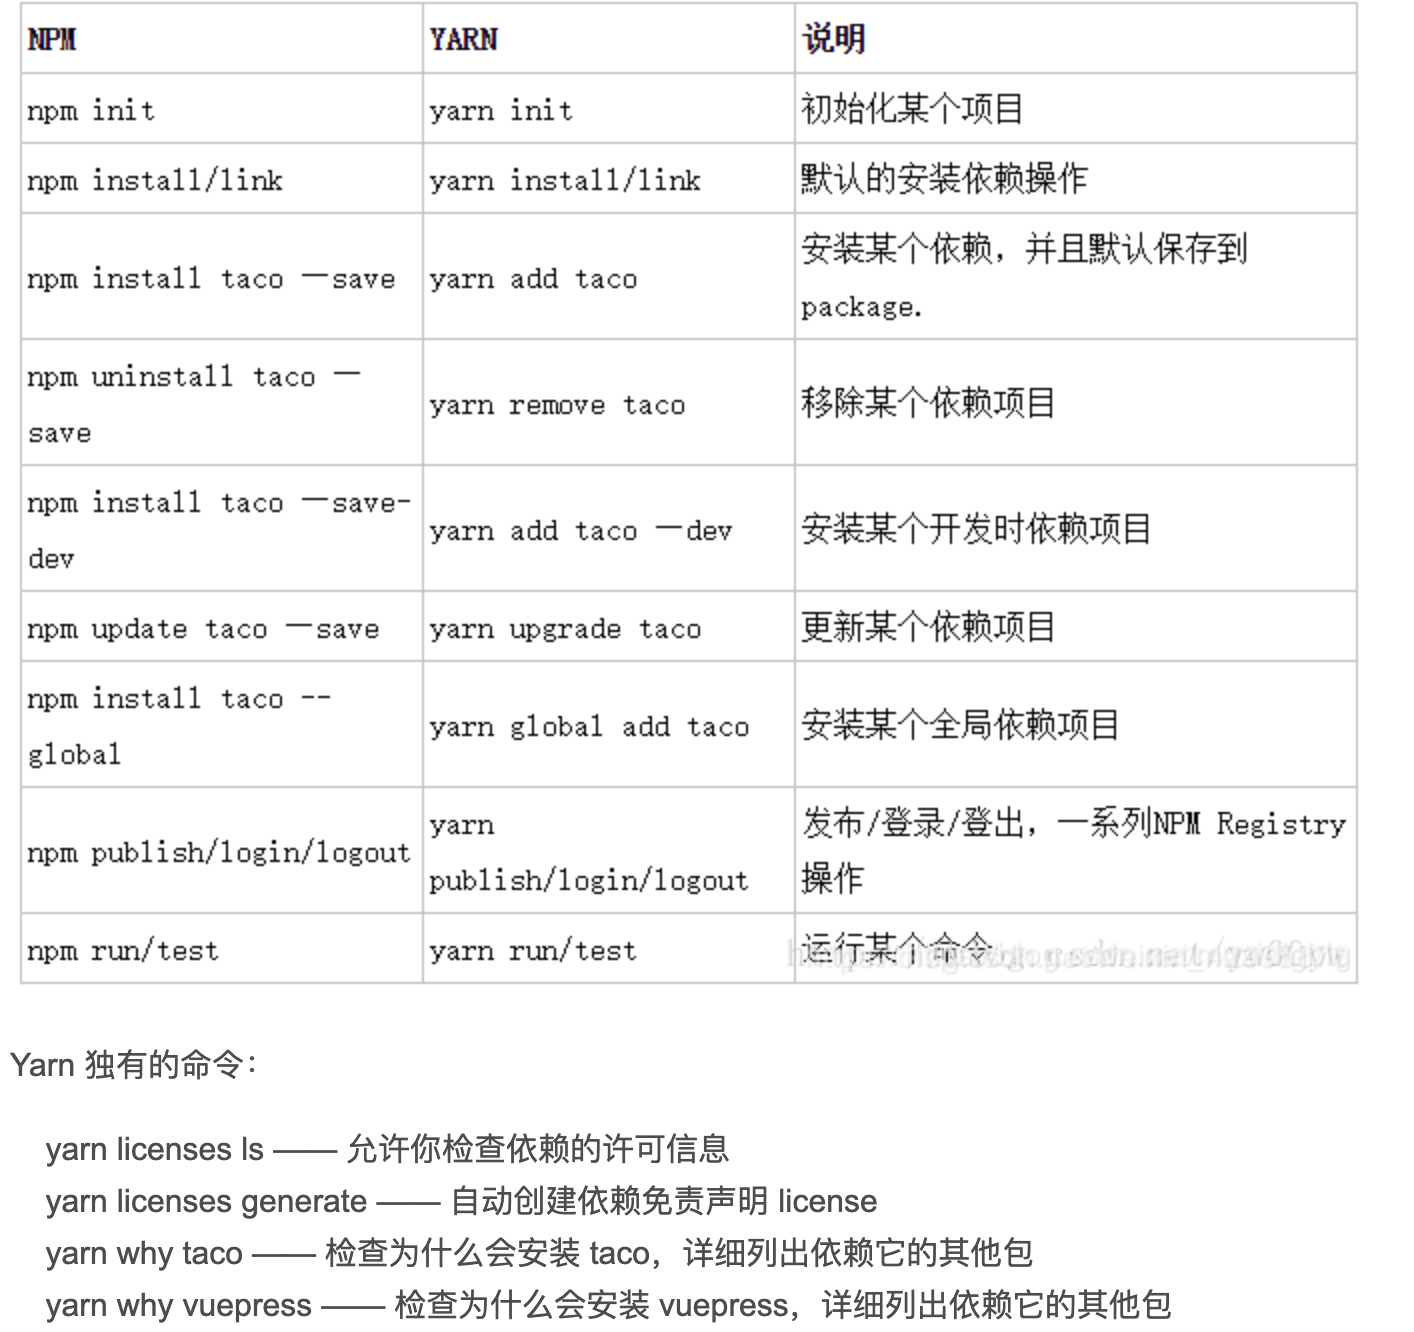 NPM YARN 说明
npm init yarn init 初始化某个项目
npm install/link yarn install/link 默认的安装依赖操作
npm install taco —save yarn add taco 安装某个依赖，并且默认保存到
package.
npm uninstall taco —
save
yarn remove taco 移除某个依赖项目
npm install taco —save-
dev
yarn add taco —dev 安装某个开发时依赖项目
npm update taco —save yarn upgrade taco 更新某个依赖项目
npm install taco --
global
yarn global add taco 安装某个全局依赖项目
npm publish/login/logout
yarn
publish/login/logout
发布/登录/登出，一系列NPM Registry
操作
npm run/test yarn run/test 运行某个命令
Yarn 独有的命令：
yarn licenses ls —— 允许你检查依赖的许可信息
yarn licenses generate —— 自动创建依赖免责声明 license
yarn why taco —— 检查为什么会安装 taco，详细列出依赖它的其他包
yarn why vuepress —— 检查为什么会安装 vuepress，详细列出依赖它的其他包